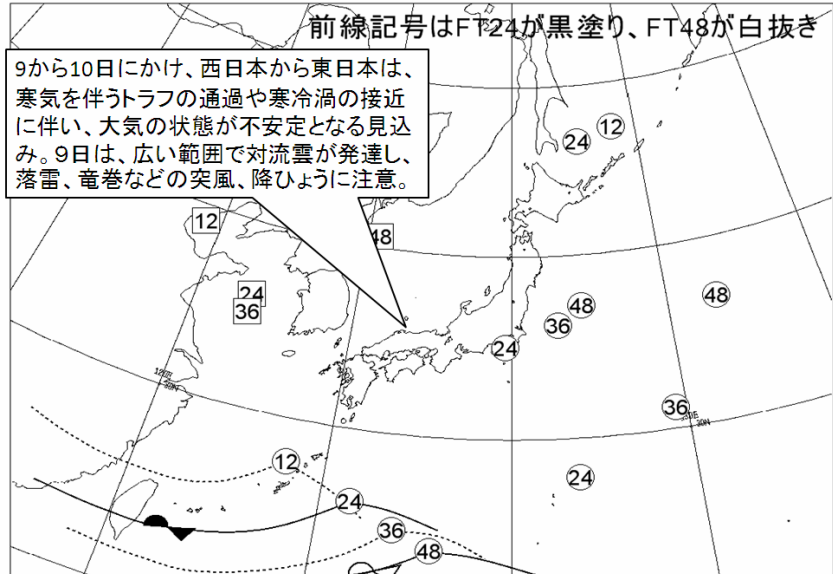 前線記号はFT24が黒塗り、FT48が白抜き
9から10日にかけ、西日本から東日本は、
寒気を伴うトラフの通過や寒冷渦の接近
に伴い、大気の状態が不安定となる見込
み。９日は、広い範囲で対流雲が発達し、
落雷、竜巻などの突風、降ひょうに注意。
12
24
12
48
24
36
48
48
36
24
120E
30N
36
30N
12
24
24
36
48